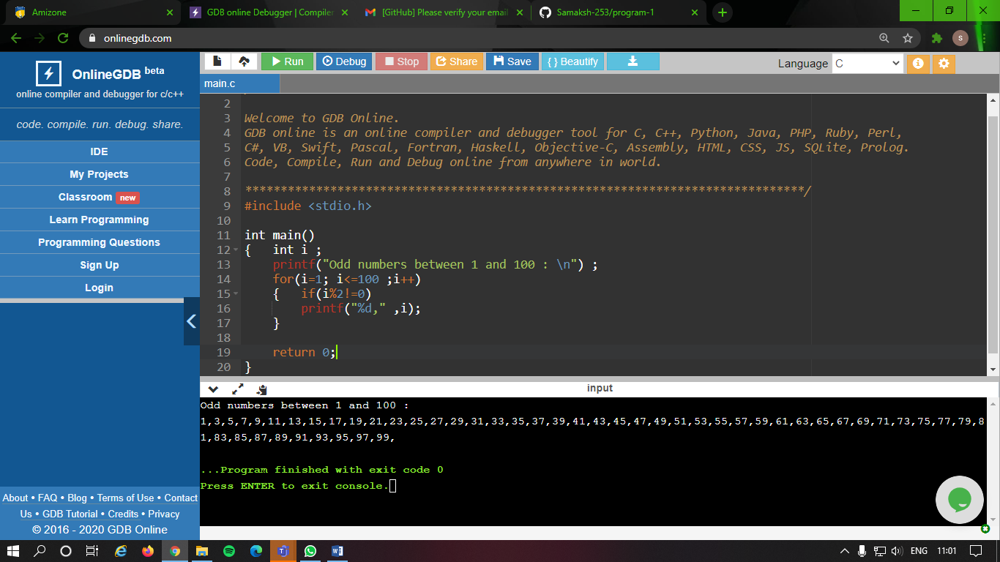 Amizone
GDB online Debugger | Compiler
[GitHub] Please verify your email
Samaksh-253/program-1
onlinegdb.com
S
OnlineGDB beta
online compiler and debugger for c/c++
code. compile. run. debug. share.
IDE
My Projects
Classroom new
Learn Programming
Programming Questions
Sign Up
Login
About • FAQ • Blog • Terms of Use • Contact
Us • GDB Tutorial • Credits • Privacy
© 2016 - 2020 GDB Online
Run Debug Stop Share Save { } Beautify
Language C
main.c
2
3 Welcome to GDB Online.
4 GDB online is an online compiler and debugger tool for C, C++, Python, Java, PHP, Ruby, Perl,
5 C#, VB, Swift, Pascal, Fortran, Haskell, Objective-C, Assembly, HTML, CSS, JS, SQLite, Prolog.
6 Code, Compile, Run and Debug online from anywhere in world.
7
8 *******************************************************************************/
9 #include <stdio.h>
10
11 int main()
12 {   int i ;
13     printf("Odd numbers between 1 and 100 : \n") ;
14     for(i=1; i<=100 ;i++)
15     {   if(i%2!=0)
16         printf("%d," ,i);
17     }
18
19     return 0;
20 }
input
Odd numbers between 1 and 100 :
1,3,5,7,9,11,13,15,17,19,21,23,25,27,29,31,33,35,37,39,41,43,45,47,49,51,53,55,57,59,61,63,65,67,69,71,73,75,77,79,8
1,83,85,87,89,91,93,95,97,99,
...Program finished with exit code 0
Press ENTER to exit console.
ENG 11:01